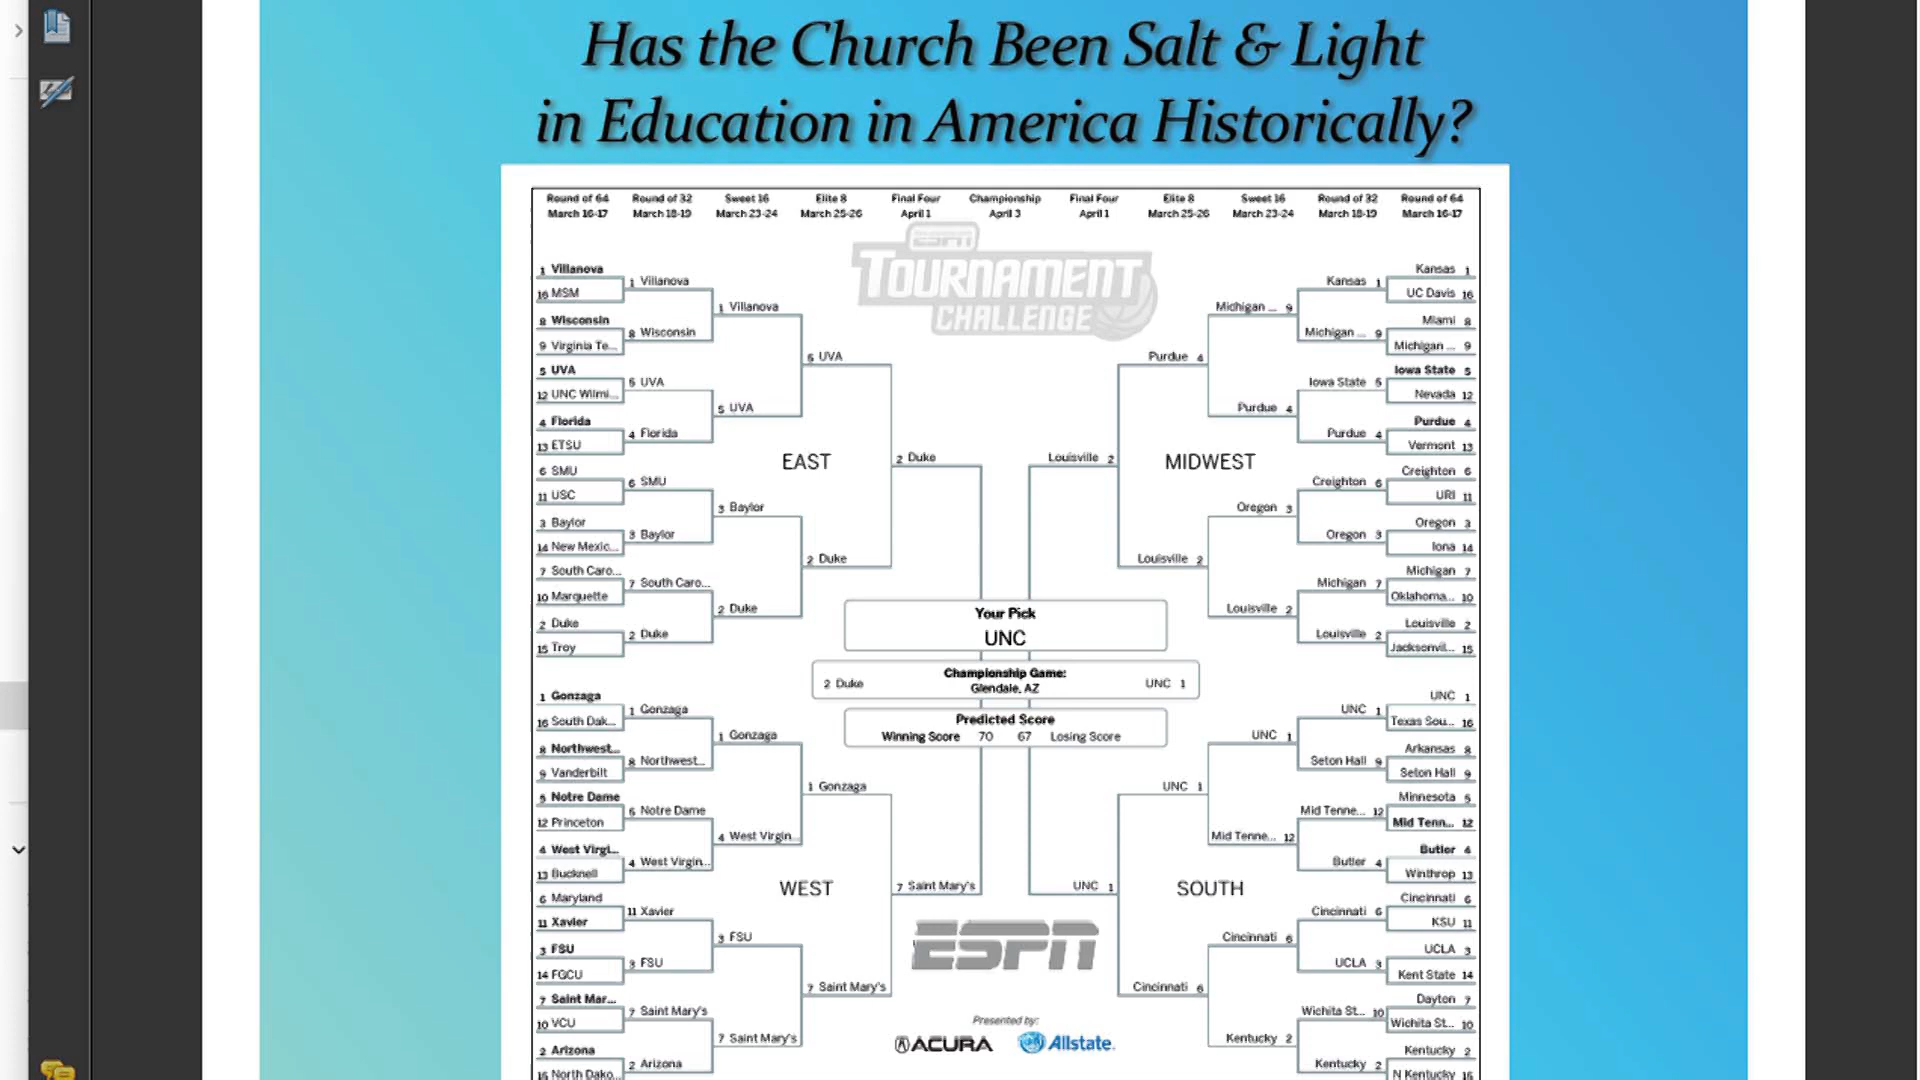 Has the Church Been Salt & Light
in Education in America Historically?
Round of 64 Round of 32 Sweet 16 Elite 8 Final Four Championship Final Four Elite 8 Sweet 16 Round of 32 Round of 64
March 16-17 March 18-19 March 23-24 March 25-26 April 1 April 3 April 1 March 25-26 March 23-24 March 18-19 March 16-17
ESPN
TOURNAMENT
CHALLENGE
1 Villanova
16 MSM
8 Wisconsin
9 Virginia Te...
5 UVA
12 UNC Wilmi...
4 Florida
13 ETSU
6 SMU
11 USC
3 Baylor
14 New Mexic...
7 South Caro...
10 Marquette
2 Duke
15 Troy
1 Villanova
8 Wisconsin
5 UVA
4 Florida
6 SMU
3 Baylor
7 South Caro...
2 Duke
1 Villanova
5 UVA
3 Baylor
2 Duke
5 UVA
2 Duke
EAST
2 Duke
1 Gonzaga
16 South Dak...
8 Northwest...
9 Vanderbilt
5 Notre Dame
12 Princeton
4 West Virgi...
13 Bucknell
6 Maryland
11 Xavier
3 FSU
14 FGCU
7 Saint Mar...
10 VCU
2 Arizona
15 North Dako...
1 Gonzaga
8 Northwest...
5 Notre Dame
4 West Virgin...
11 Xavier
3 FSU
7 Saint Mary's
2 Arizona
1 Gonzaga
4 West Virgin...
3 FSU
7 Saint Mary's
1 Gonzaga
7 Saint Mary's
WEST
7 Saint Mary's
Your Pick
UNC
Championship Game:
Glendale, AZ
2 Duke UNC 1
Predicted Score
Winning Score 70 67 Losing Score
Louisville 2
MIDWEST
Purdue 4
Louisville 2
Michigan ... 9
Purdue 4
Oregon 3
Louisville 2
Kansas 1
Michigan ... 9
Iowa State 5
Purdue 4
Creighton 6
Oregon 3
Michigan 7
Louisville 2
Kansas 1
UC Davis 16
Miami 8
Michigan ... 9
Iowa State 5
Nevada 12
Purdue 4
Vermont 13
Creighton 6
URI 11
Oregon 3
Iona 14
Michigan 7
Oklahoma... 10
Louisville 2
Jacksonvil... 15
UNC 1
SOUTH
UNC 1
Cincinnati 6
UNC 1
Mid Tenne... 12
Cincinnati 6
Kentucky 2
UNC 1
Seton Hall 9
Mid Tenne... 12
Butler 4
Cincinnati 6
UCLA 3
Wichita St... 10
Kentucky 2
UNC 1
Texas Sou... 16
Arkansas 8
Seton Hall 9
Minnesota 5
Mid Tenn... 12
Butler 4
Winthrop 13
Cincinnati 6
KSU 11
UCLA 3
Kent State 14
Dayton 7
Wichita St... 10
Kentucky 2
N Kentucky 15
ESPN
Presented by:
ACURA Allstate.